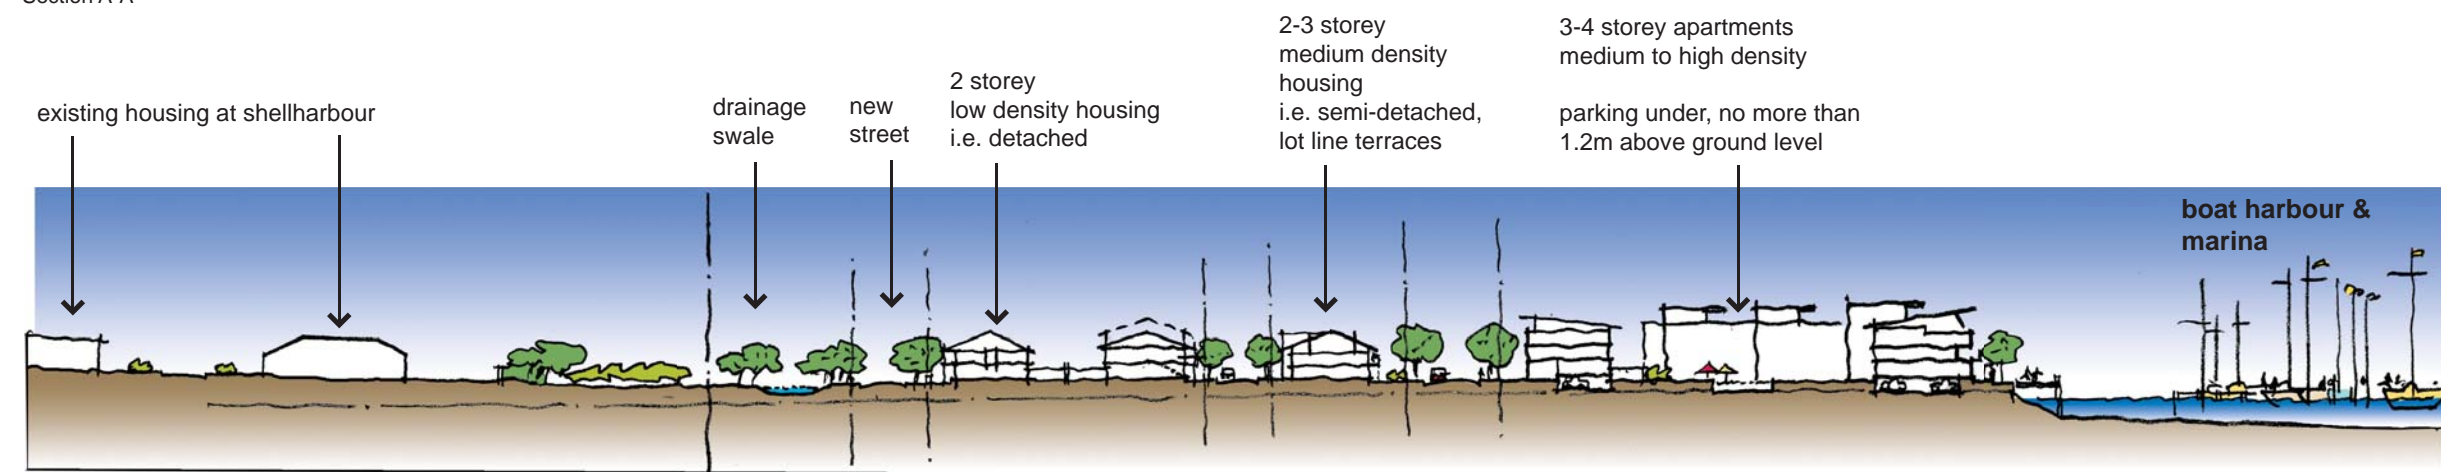 Section A-A
existing housing at shellharbour
drainage
swale
new
street
2 storey
low density housing
i.e. detached
2-3 storey
medium density
housing
i.e. semi-detached,
lot line terraces
3-4 storey apartments
medium to high density
parking under, no more than
1.2m above ground level
boat harbour &
marina